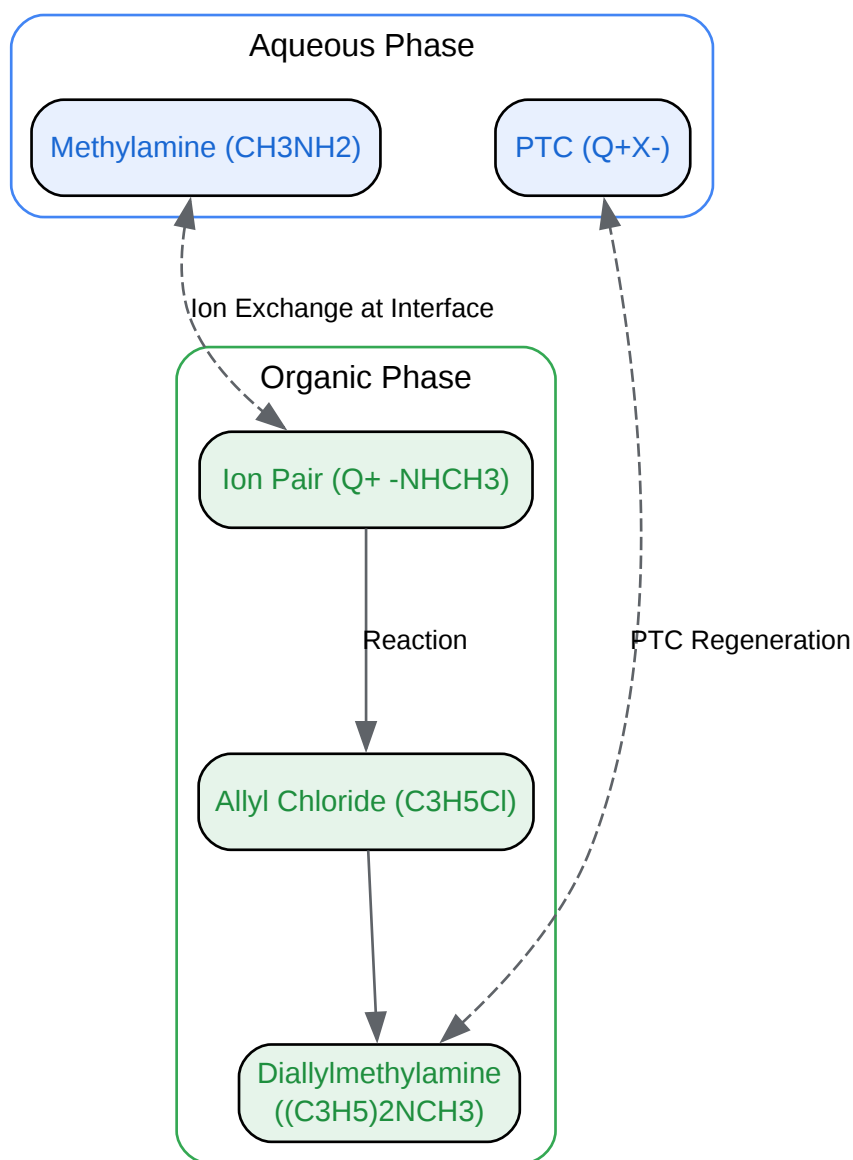 Aqueous Phase
Methylamine (CH3NH2)
PTC (Q+X-)
Ion Exchange at Interface
Organic Phase
Ion Pair (Q+ -NHCH3)
Reaction
PTC Regeneration
Allyl Chloride (C3H5Cl)
Diallylmethylamine
((C3H5)2NCH3)